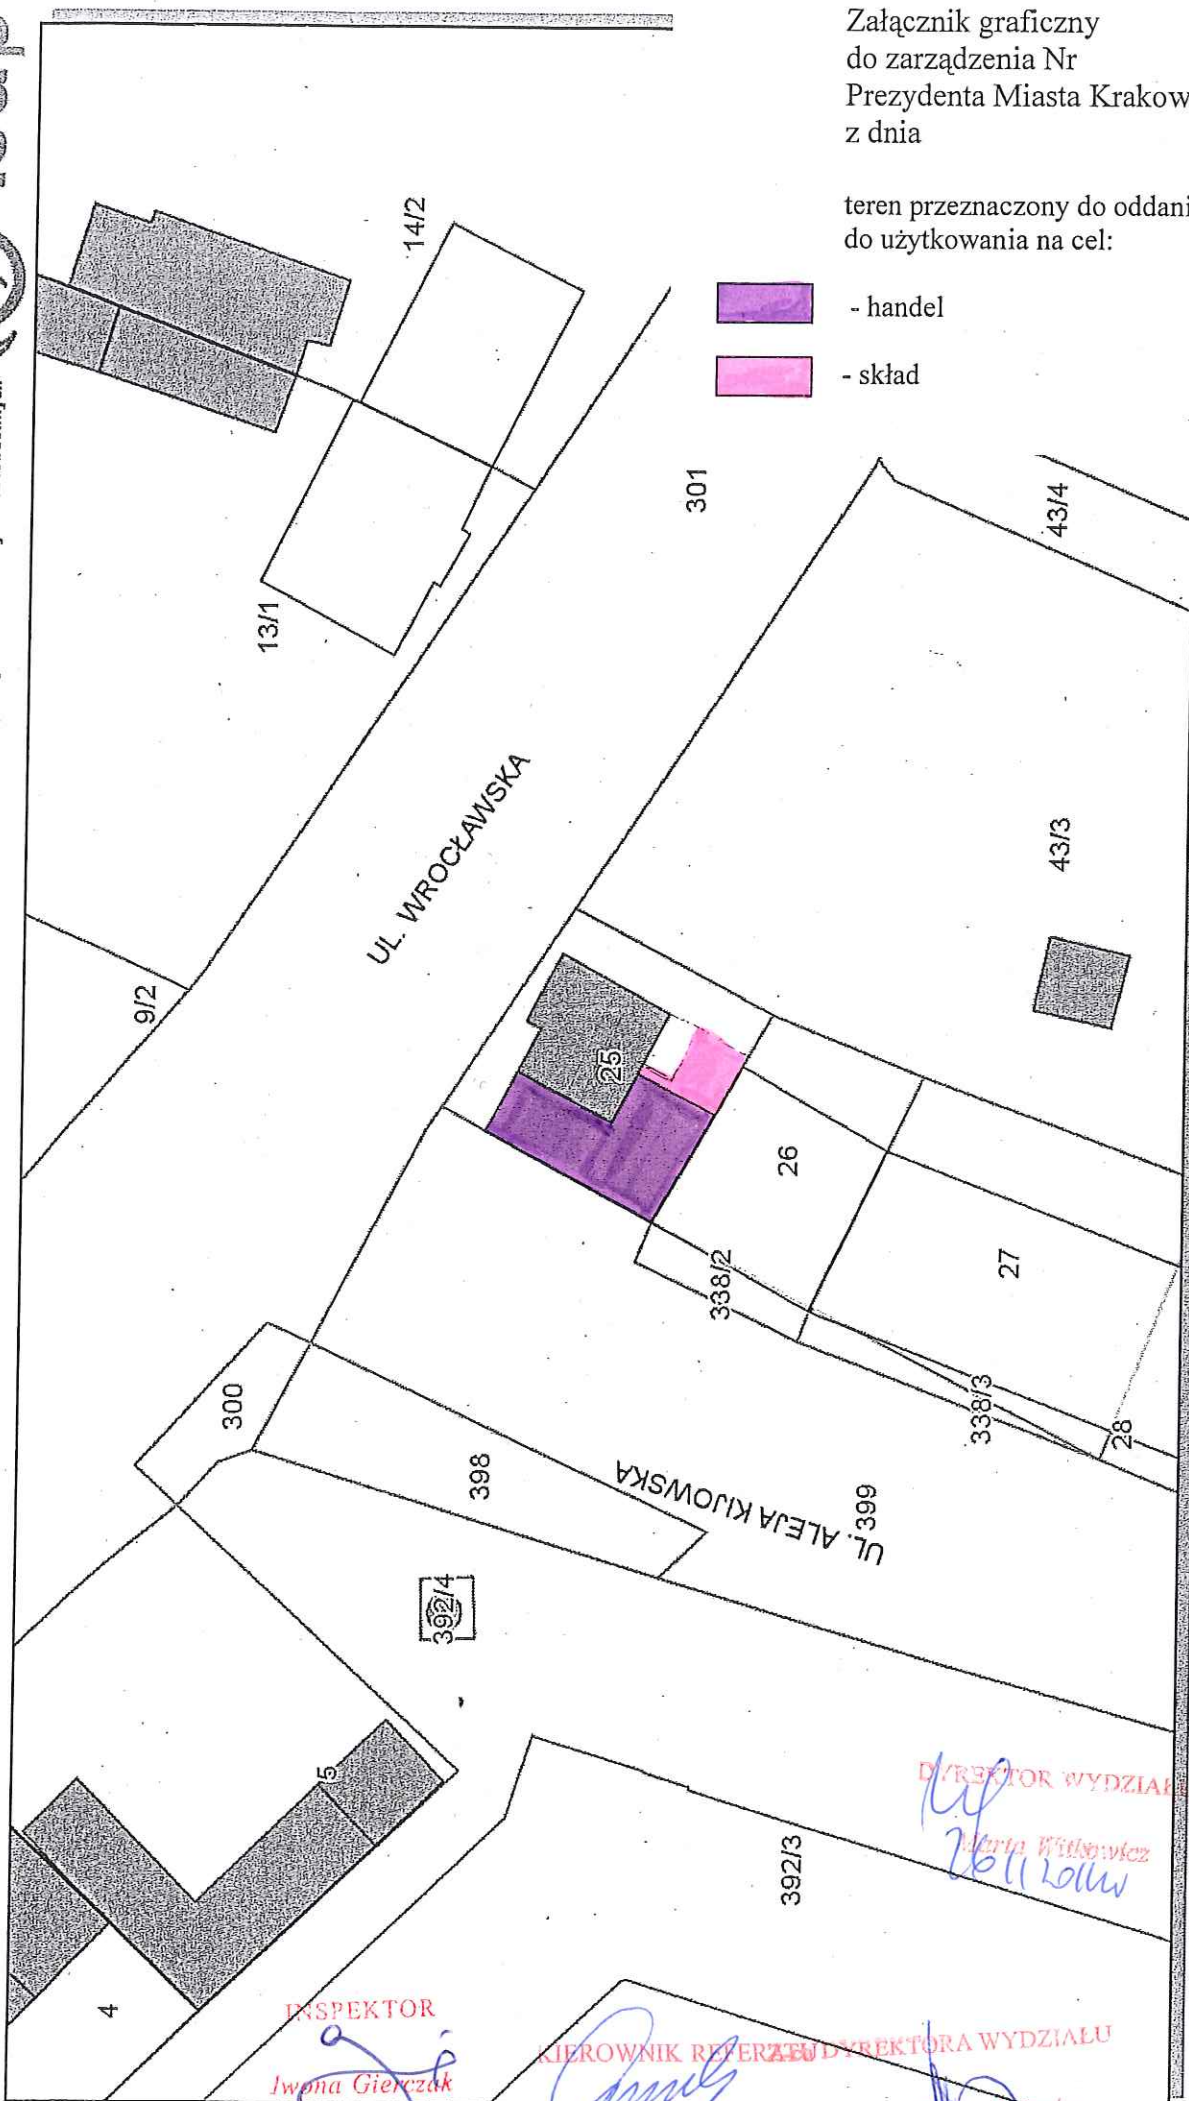 Załącznik graficzny
do zarządzenia Nr
Prezydenta Miasta Krakow
z dnia
teren przeznaczony do oddani
do użytkowania na cel:
- handel
- skład
14/2
13/1
301
43/4
UL. WROCŁAWSKA
43/3
9/2
25
26
338/2
27
300
398
338/3
28
UL. ALEJA KIJOWSKA
399
392/4
5
392/3
4
DYREKTOR WYDZIAŁ
Marta Witkowicz
INSPEKTOR
Iwona Gierczak
KIEROWNIK REFERATU
DYREKTORA WYDZIAŁU